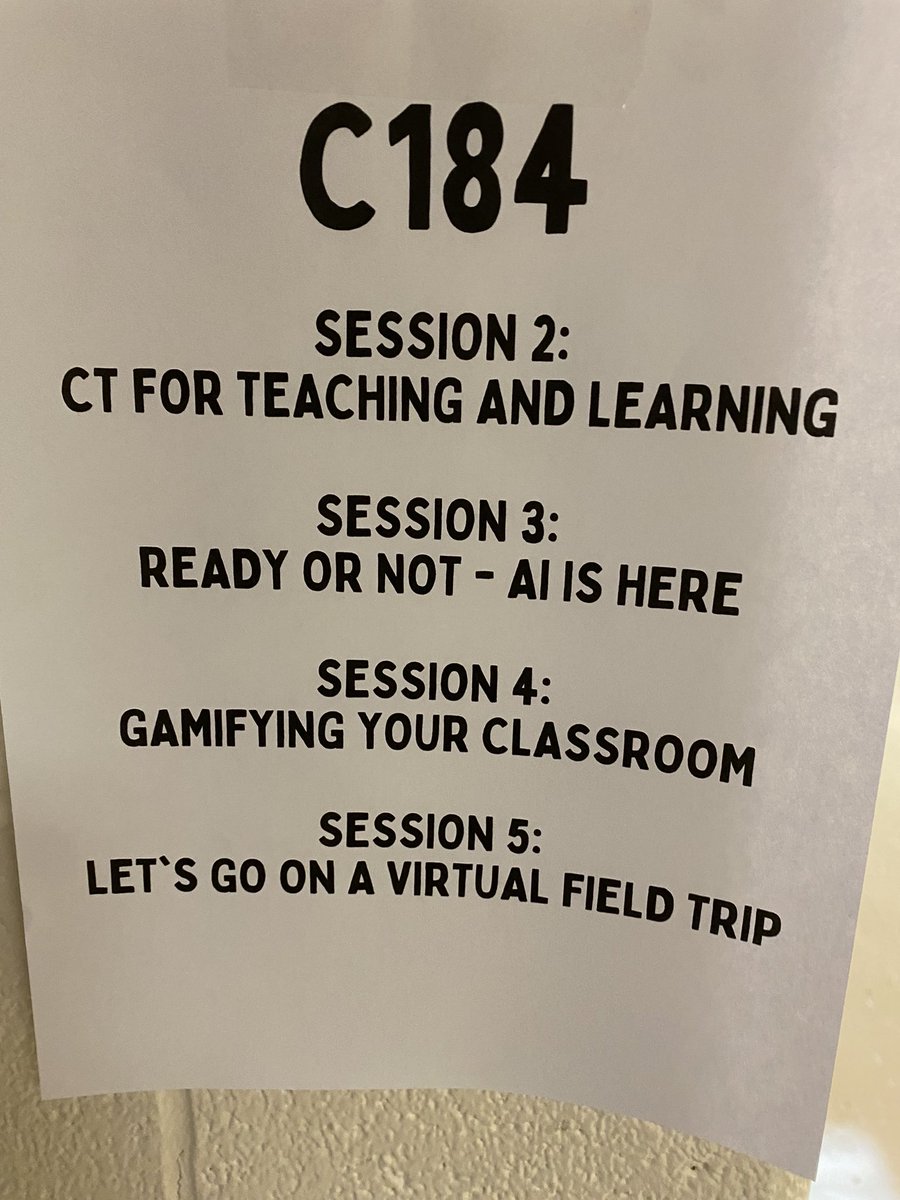 C184
SESSION 2:
CT FOR TEACHING AND LEARNING
SESSION 3:
READY OR NOT - AI IS HERE
SESSION 4:
GAMIFYING YOUR CLASSROOM
SESSION 5:
LET`S GO ON A VIRTUAL FIELD TRIP